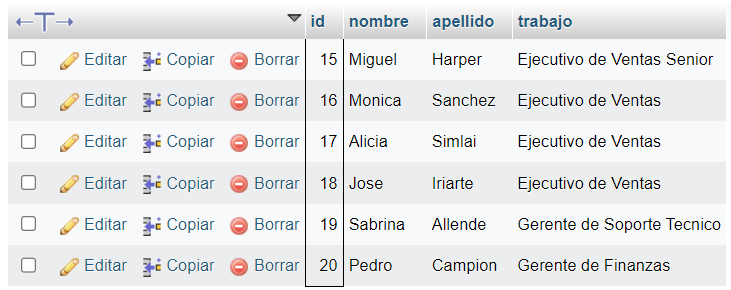 id nombre apellido trabajo
Editar Copiar Borrar 15 Miguel Harper Ejecutivo de Ventas Senior
Editar Copiar Borrar 16 Monica Sanchez Ejecutivo de Ventas
Editar Copiar Borrar 17 Alicia Simlai Ejecutivo de Ventas
Editar Copiar Borrar 18 Jose Iriarte Ejecutivo de Ventas
Editar Copiar Borrar 19 Sabrina Allende Gerente de Soporte Tecnico
Editar Copiar Borrar 20 Pedro Campion Gerente de Finanzas